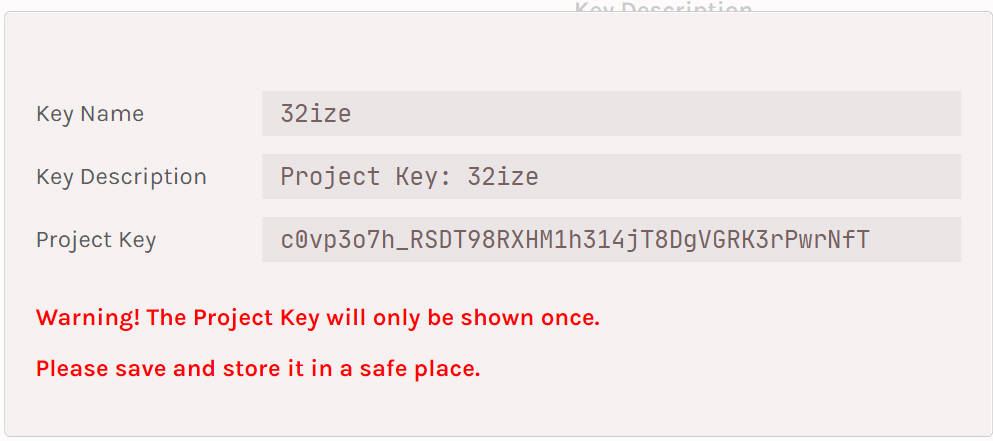 Key Description
Key Name 32ize
Key Description Project Key: 32ize
Project Key c0vp3o7h_RSDT98RXHM1h314jT8DgVGRK3rPwrNfT
Warning! The Project Key will only be shown once.
Please save and store it in a safe place.